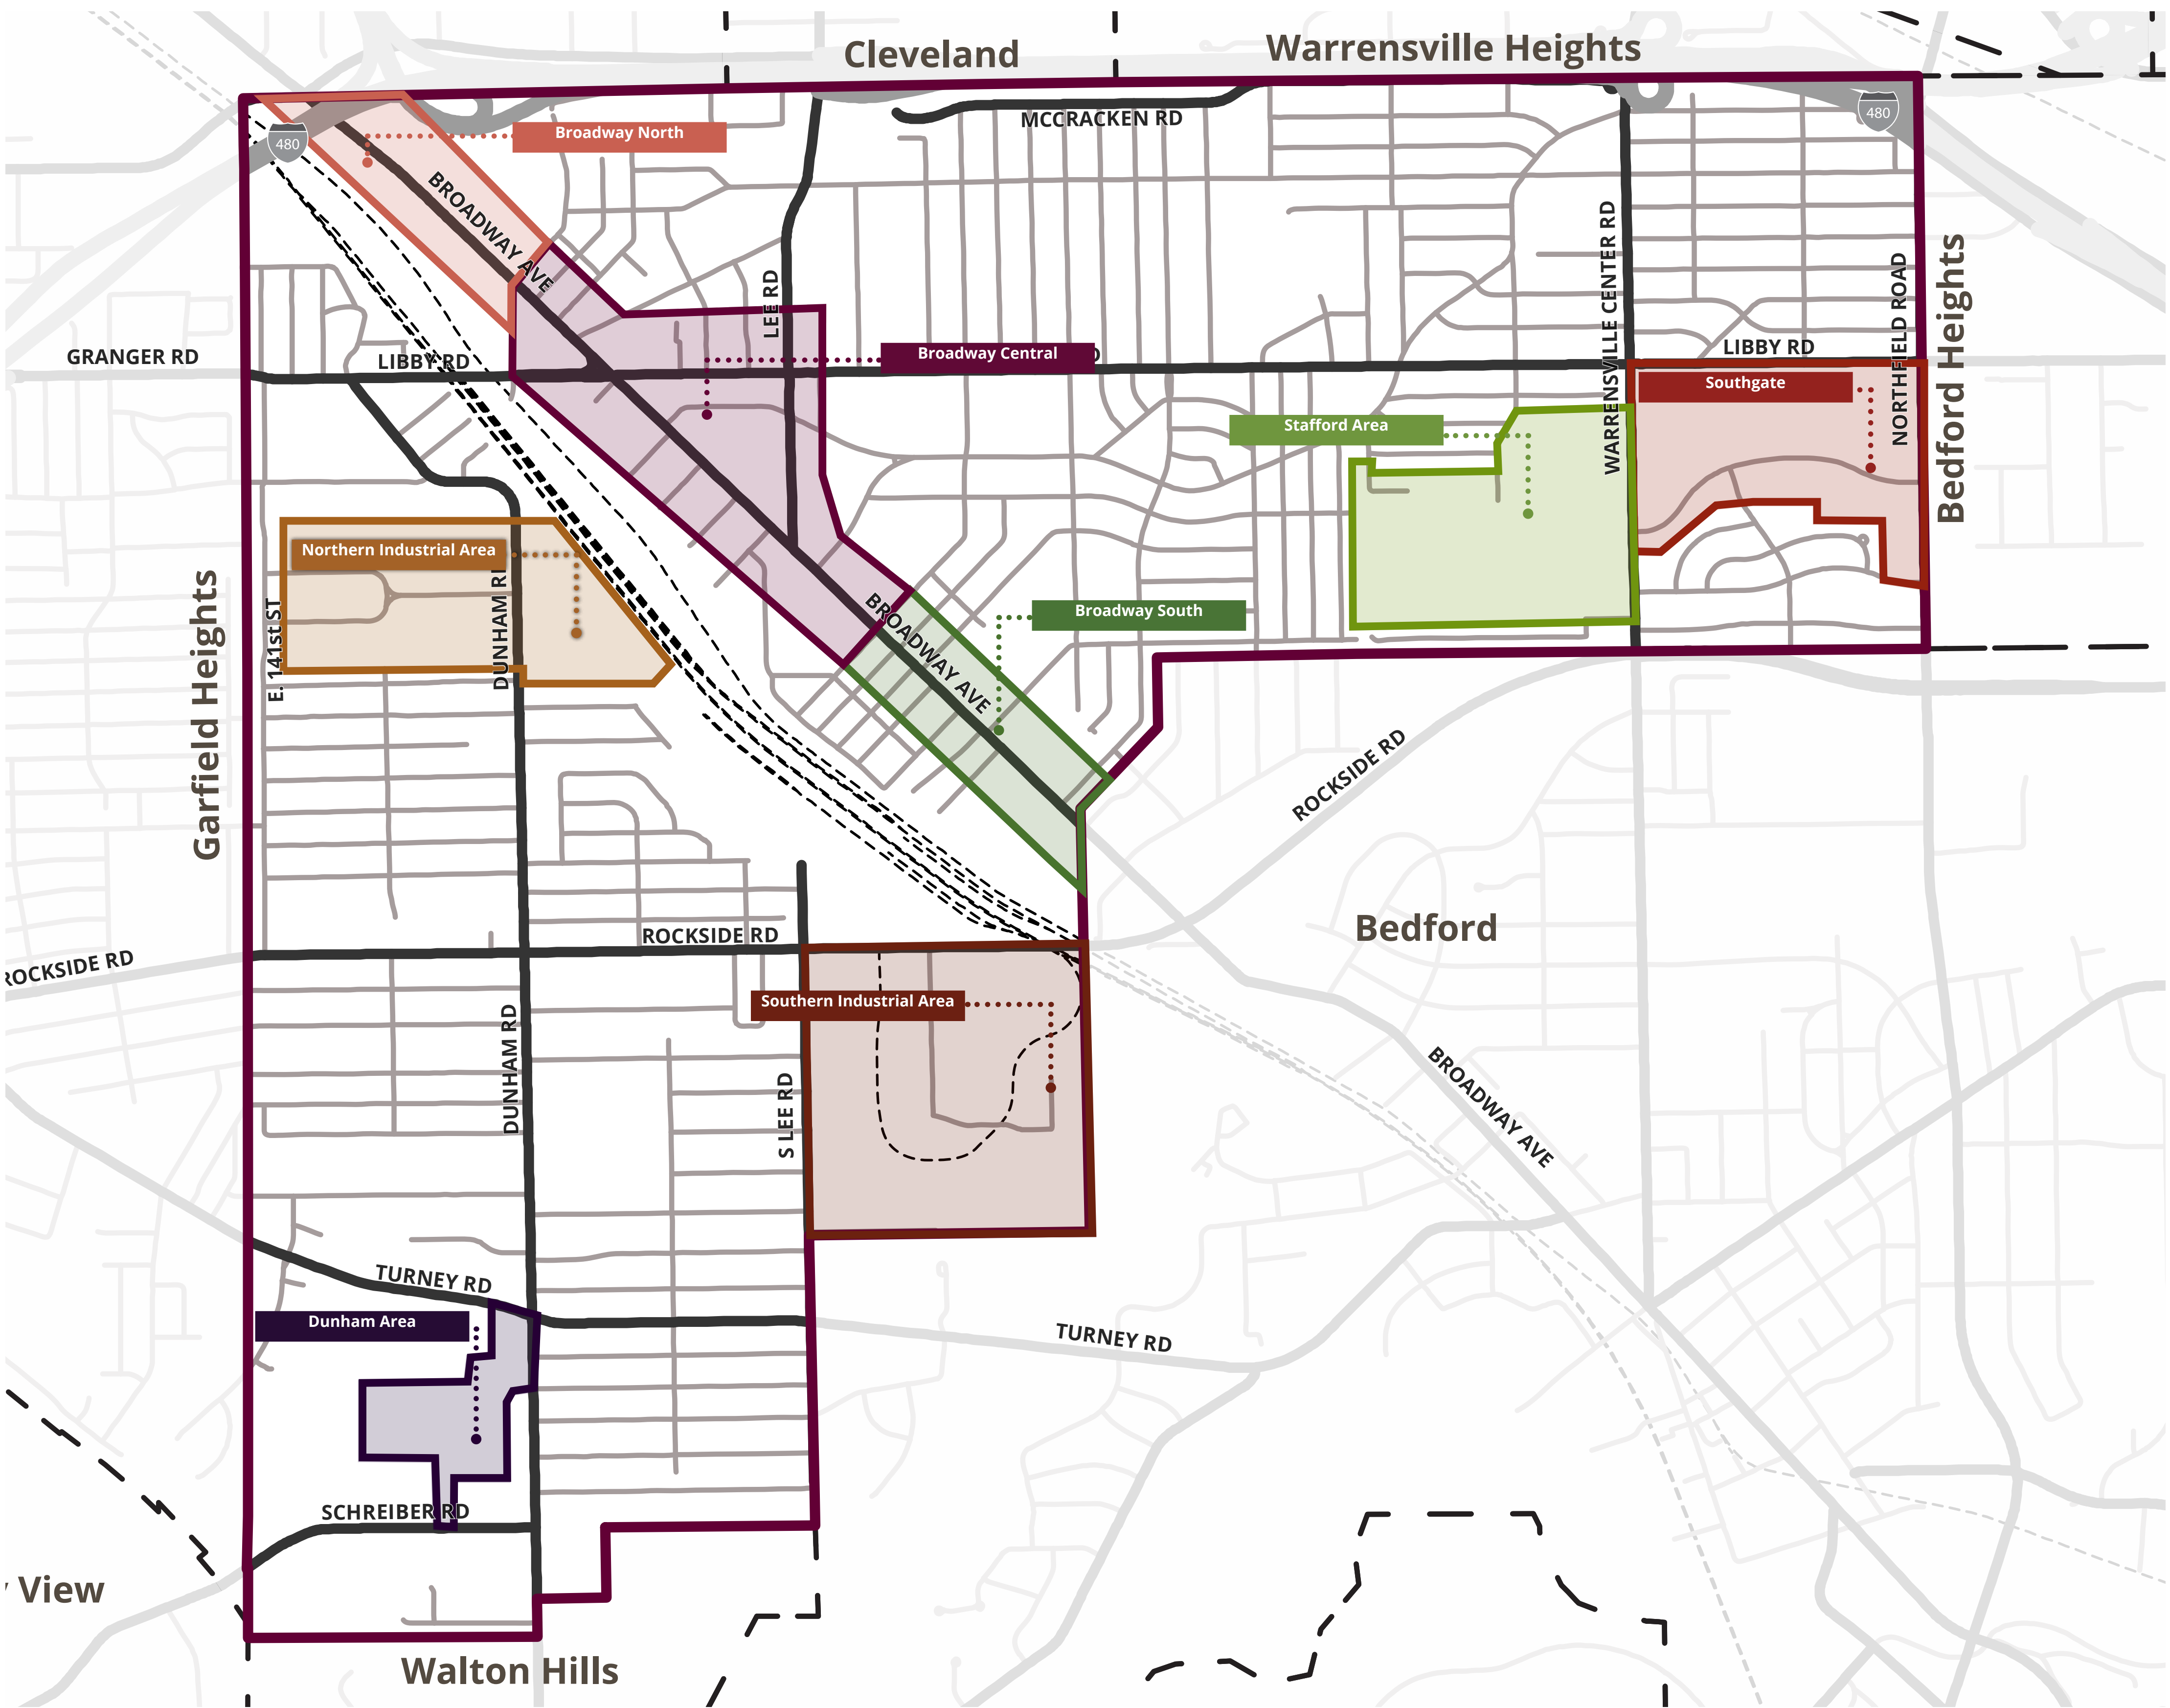 Cleveland
Warrensville Heights
480
480
MCCRACKEN RD
Broadway North
BROADWAY AVE
LEE RD
WARRENSVILLE CENTER RD
NORTHFIELD ROAD
Bedford Heights
GRANGER RD
LIBBY RD
Broadway Central
LIBBY RD
Southgate
Stafford Area
Northern Industrial Area
E. 141st ST
DUNHAM RD
Garfield Heights
Broadway South
BROADWAY AVE
ROCKSIDE RD
Bedford
ROCKSIDE RD
ROCKSIDE RD
Southern Industrial Area
DUNHAM RD
S LEE RD
BROADWAY AVE
TURNEY RD
Dunham Area
TURNEY RD
SCHREIBER RD
View
Walton Hills